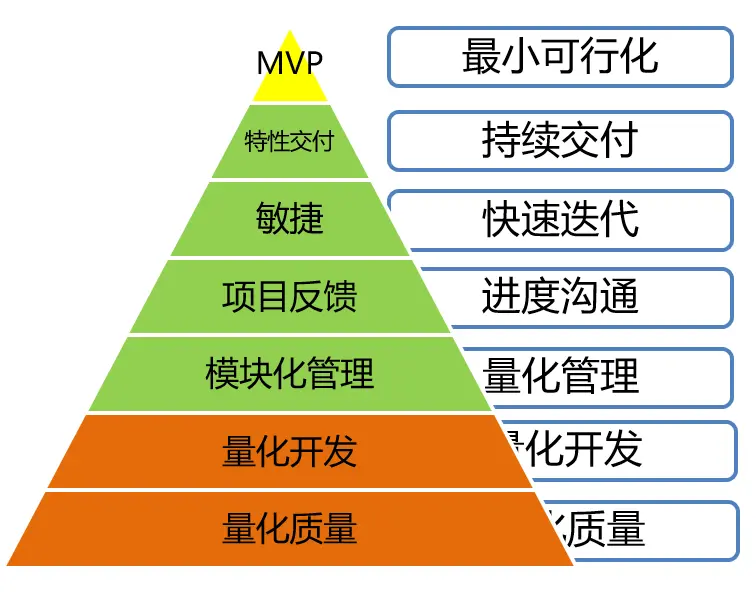 MVP
最小可行化
特性交付
持续交付
敏捷
快速迭代
项目反馈
进度沟通
模块化管理
量化管理
量化开发
量化开发
量化质量
化质量